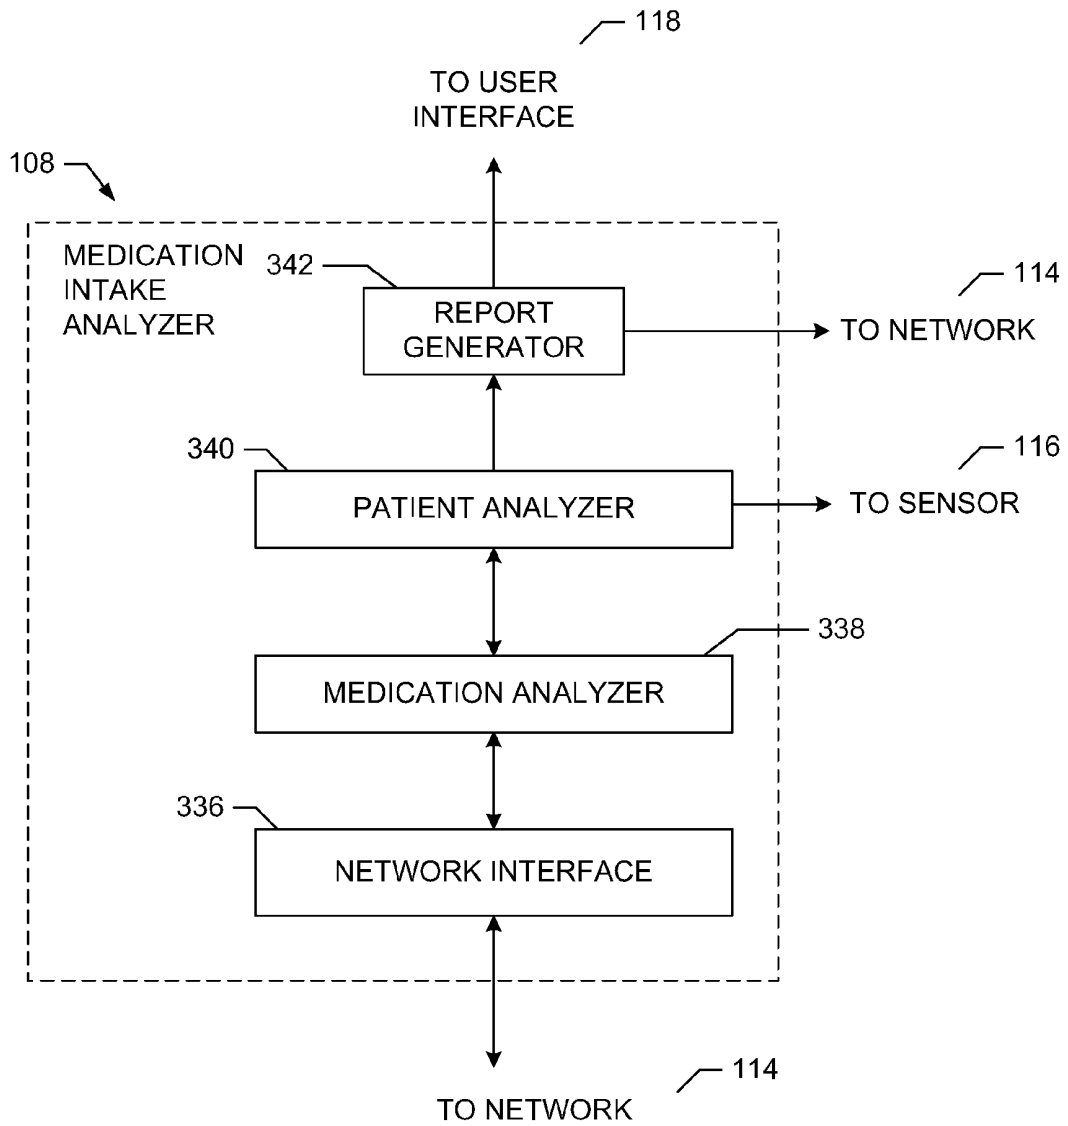 118
TO USER
INTERFACE
108
MEDICATION
INTAKE
ANALYZER
342
REPORT
GENERATOR
114
TO NETWORK
340
PATIENT ANALYZER
116
TO SENSOR
338
MEDICATION ANALYZER
336
NETWORK INTERFACE
114
TO NETWORK